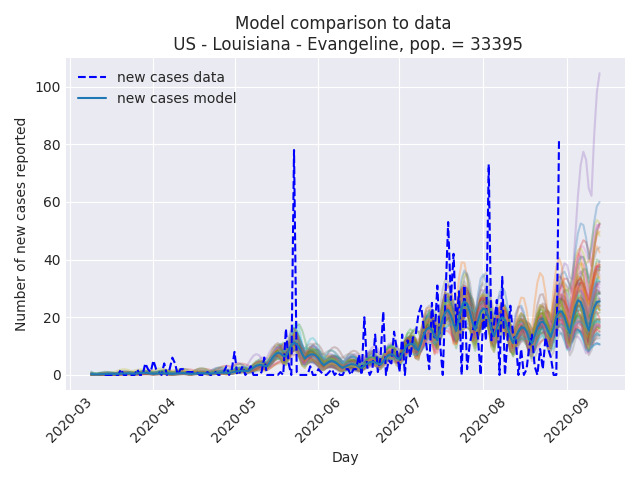 Model comparison to data
US - Louisiana - Evangeline, pop. = 33395
new cases data
new cases model
Number of new cases reported
100
80
60
40
20
0
2020-03
2020-04
2020-05
2020-06
2020-07
2020-08
2020-09
Day